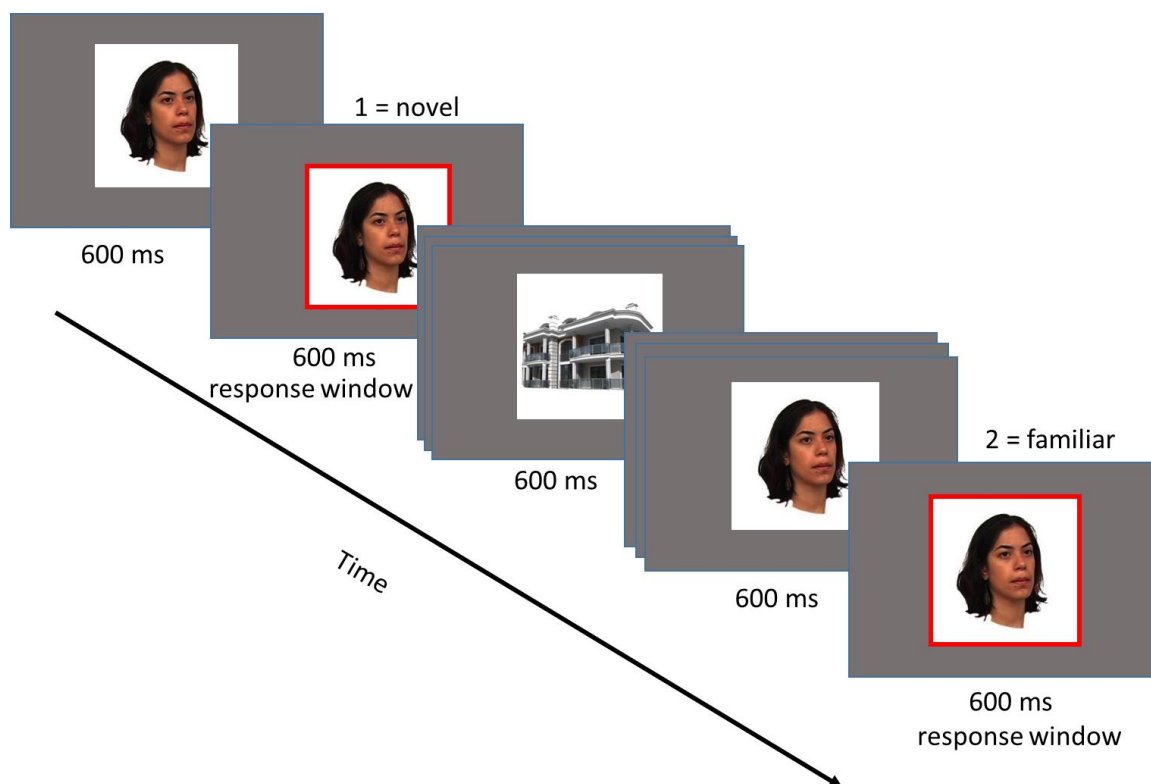 1 = novel
600 ms
600 ms
response window
600 ms
2 = familiar
Time
600 ms
600 ms
response window